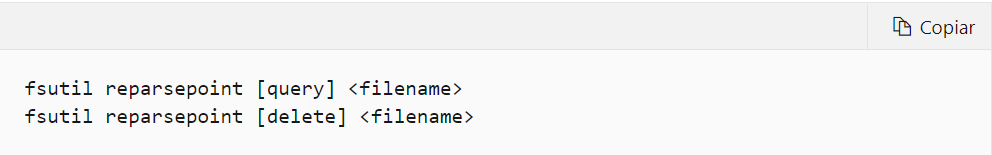 Copiar
fsutil reparsepoint [query] <filename>
fsutil reparsepoint [delete] <filename>